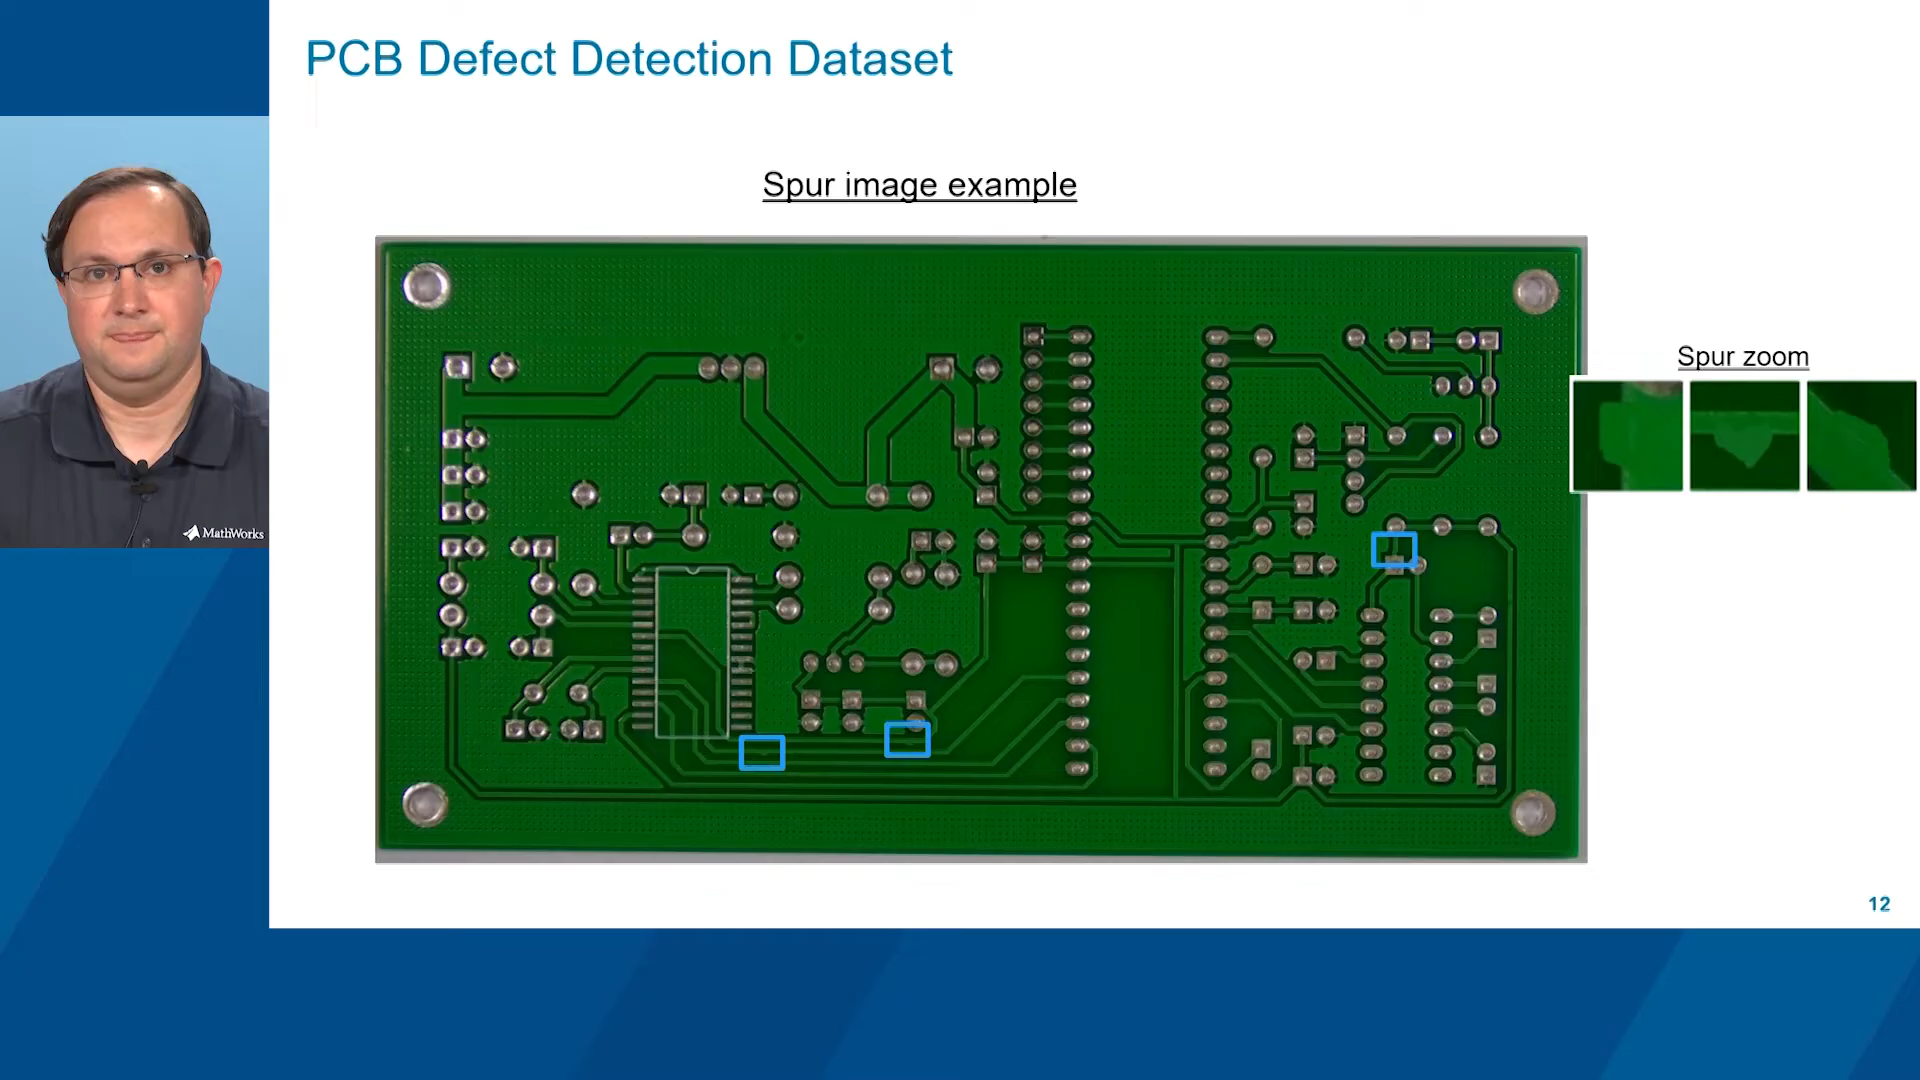 PCB Defect Detection Dataset
Spur image example
Spur zoom
MathWorks
12